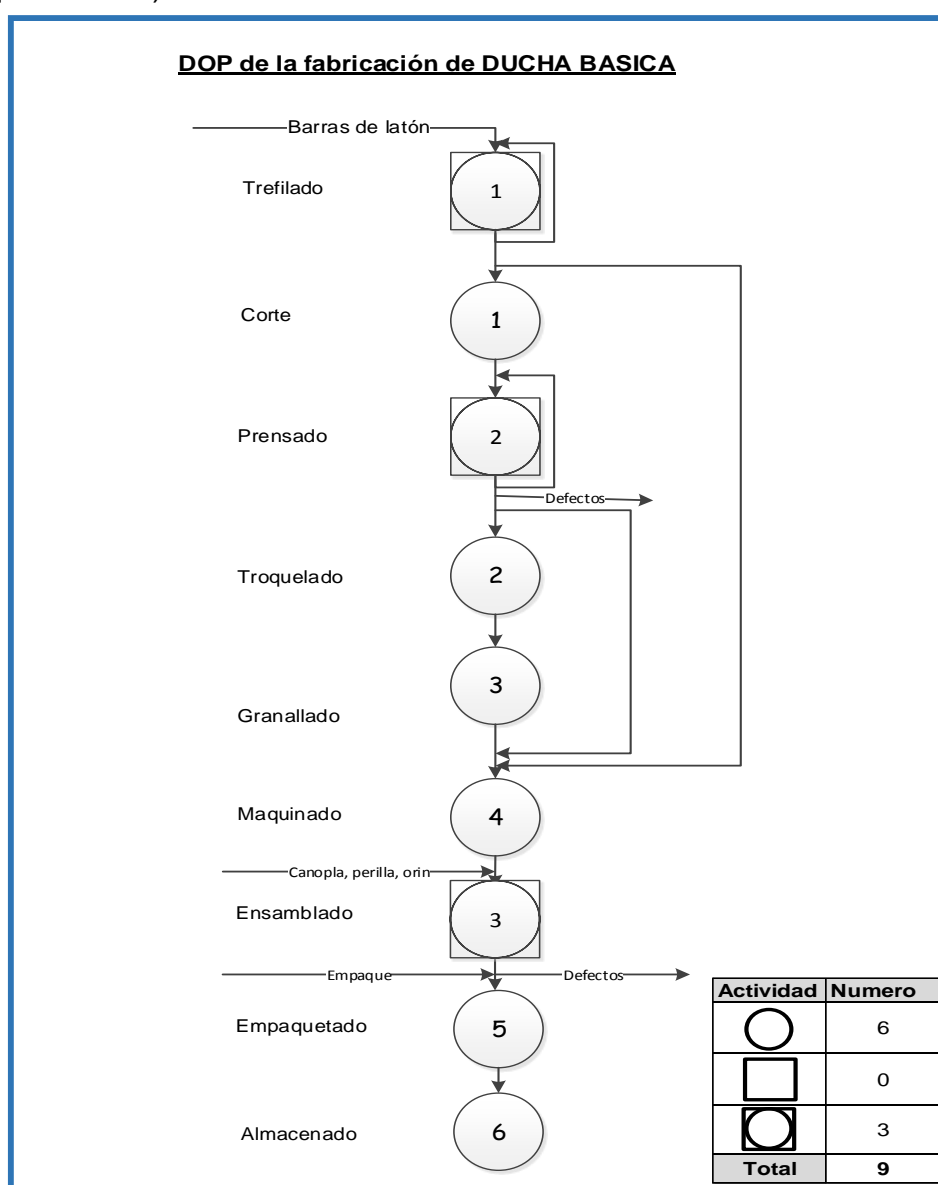 DOP de la fabricación de DUCHA BASICA
Barras de latón
Trefilado
1
Corte
1
Prensado
2
Defectos
Troquelado
2
3
Granallado
Maquinado
4
Canopla, perilla, orin
Ensamblado
3
Empaque
Defectos
Actividad Numero
Empaquetado
5
6
0
Almacenado
6
3
Total 9